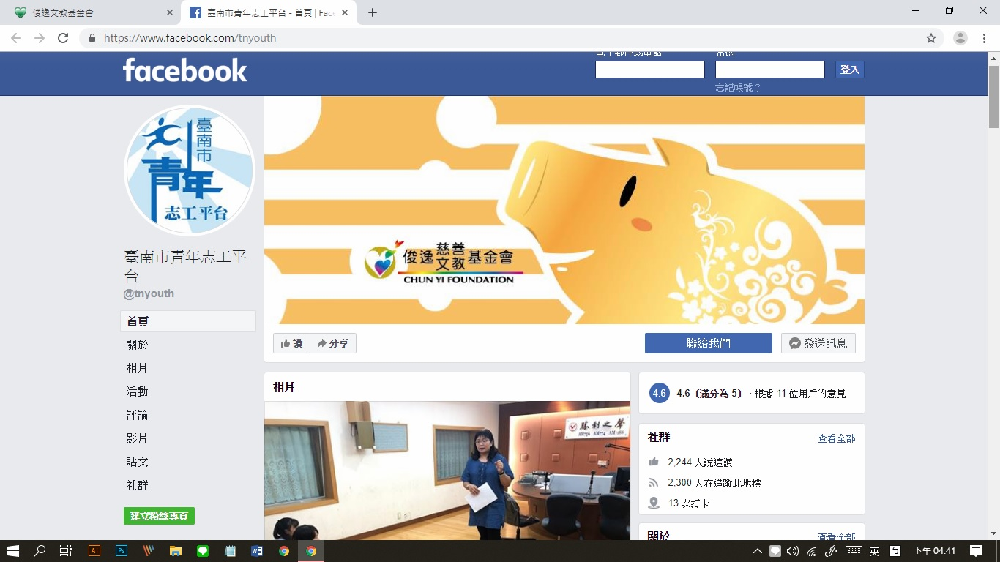 俊逸文教基金會
臺南市青年志工平台 - 首頁 | Fac
https://www.facebook.com/tnyouth
電子郵件或電話
密碼
facebook
登入
忘記帳號？
臺南市
青年
志工平台
俊逸慈善文教基金會
CHUN YI FOUNDATION
臺南市青年志工平
台
@tnyouth
首頁
關於
相片
活動
評論
影片
貼文
社群
建立粉絲專頁
讚
分享
聯絡我們
發送訊息
相片
勝利之聲
AM756 AM774 AM1188
4.6
4.6（滿分為 5） · 根據 11 位用戶的意見
社群
查看全部
2,244 人說這讚
2,300 人在追蹤此地標
13 次打卡
關於
查看全部
Ai
Ps
英
下午 04:41